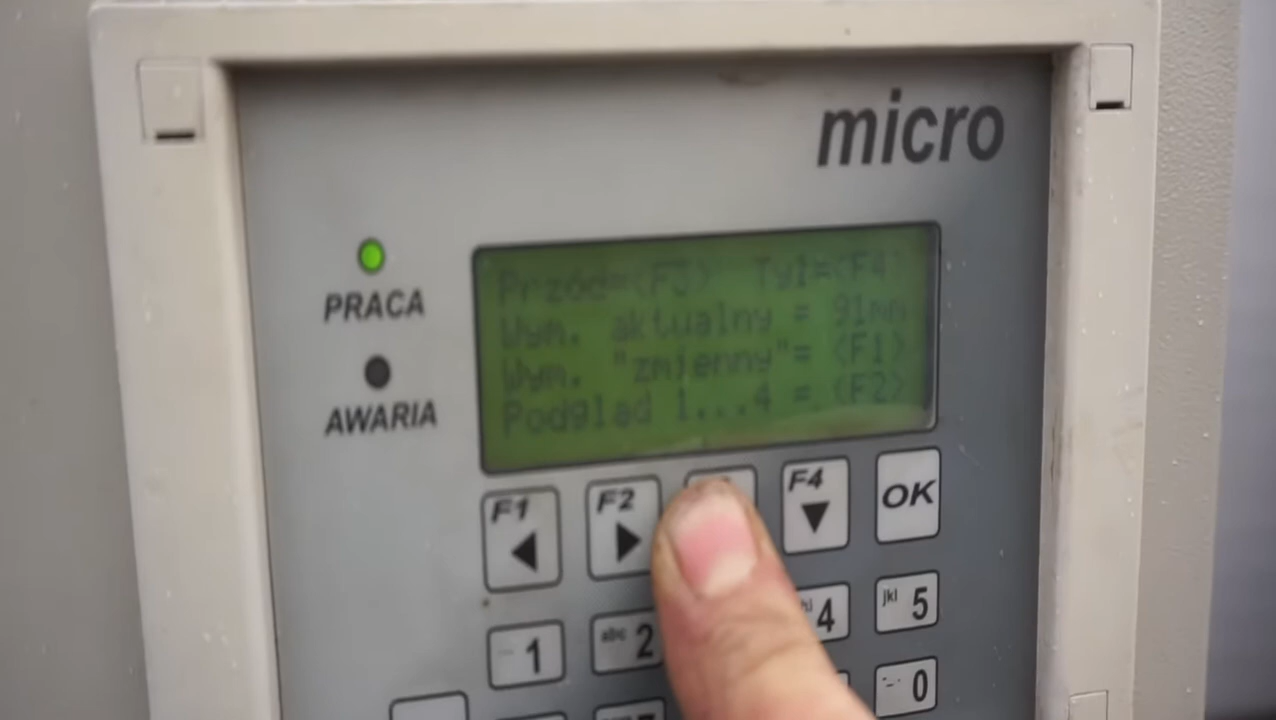 micro
PRACA
AWARIA
Przód=<F3> Tył=<F4>
Wym. aktualny = 91mm
Wym. "zmienny"= <F1>
Podgląd 1...4 = <F2>
F1
F2
F4
OK
1
abc 2
4
jkl 5
0